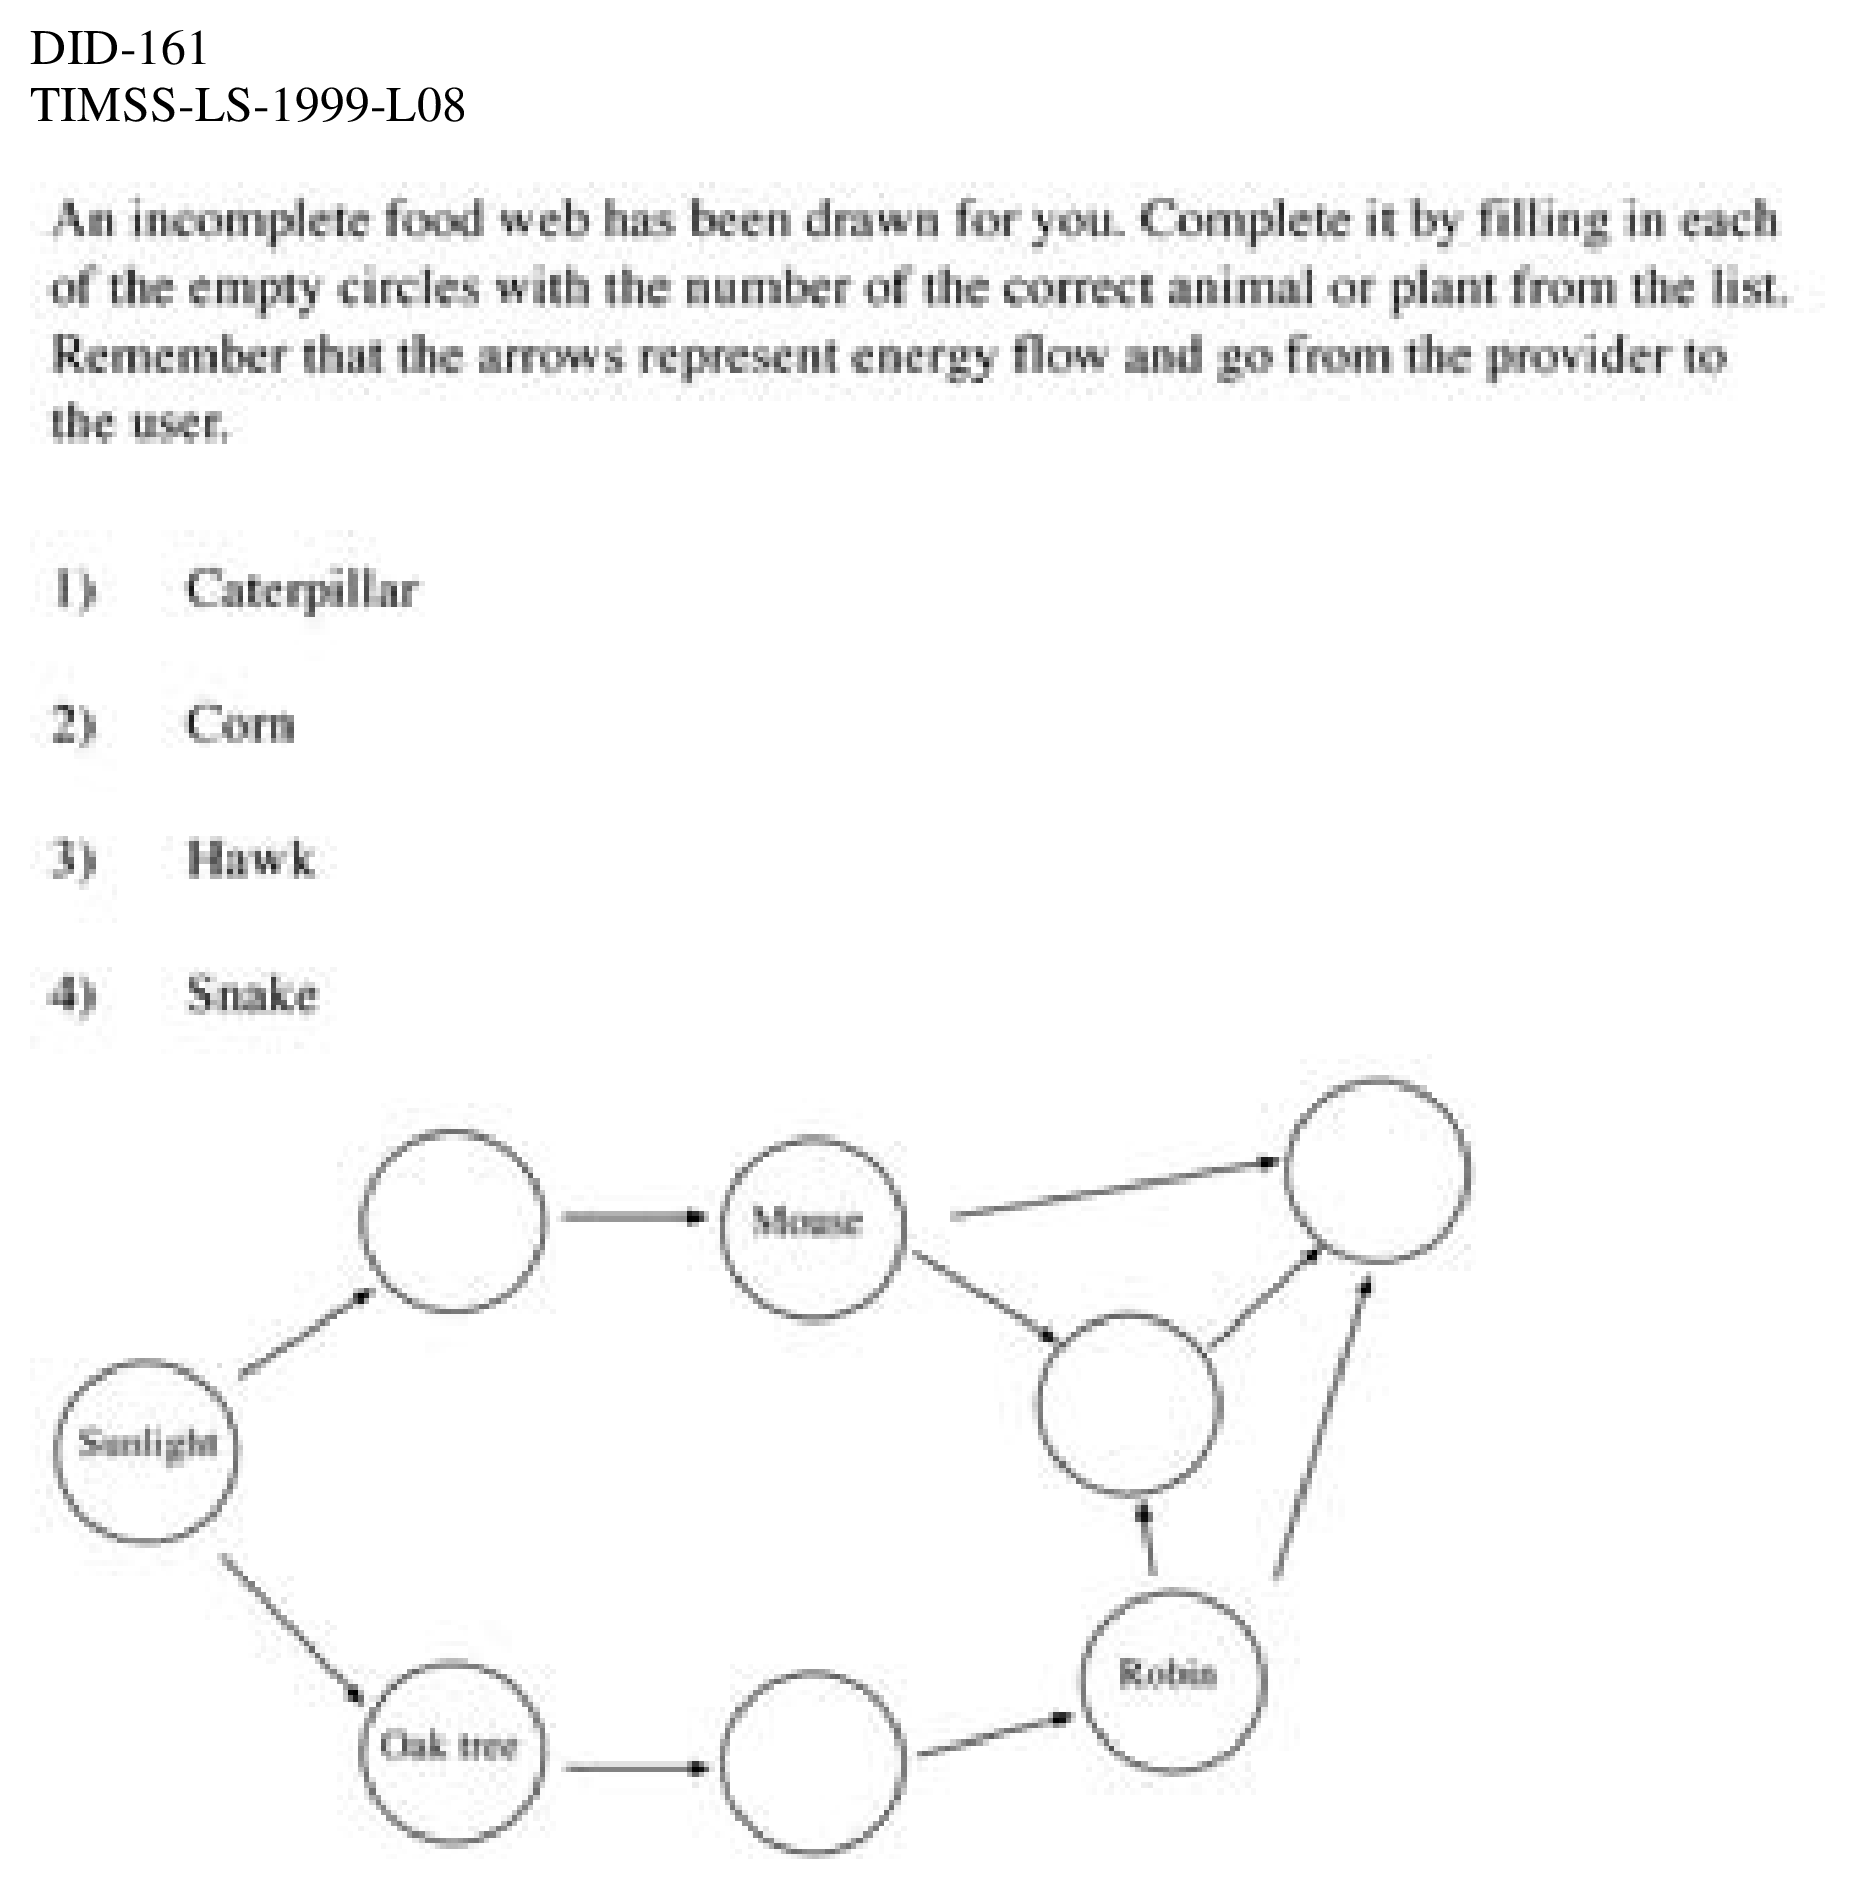 DID-161
TIMSS-LS-1999-L08
An incomplete food web has been drawn for you. Complete it by filling in each
of the empty circles with the number of the correct animal or plant from the list.
Remember that the arrows represent energy flow and go from the provider to
the user.
1) Caterpillar
2) Corn
3) Hawk
4) Snake
Mouse
Sunlight
Robin
Oak tree